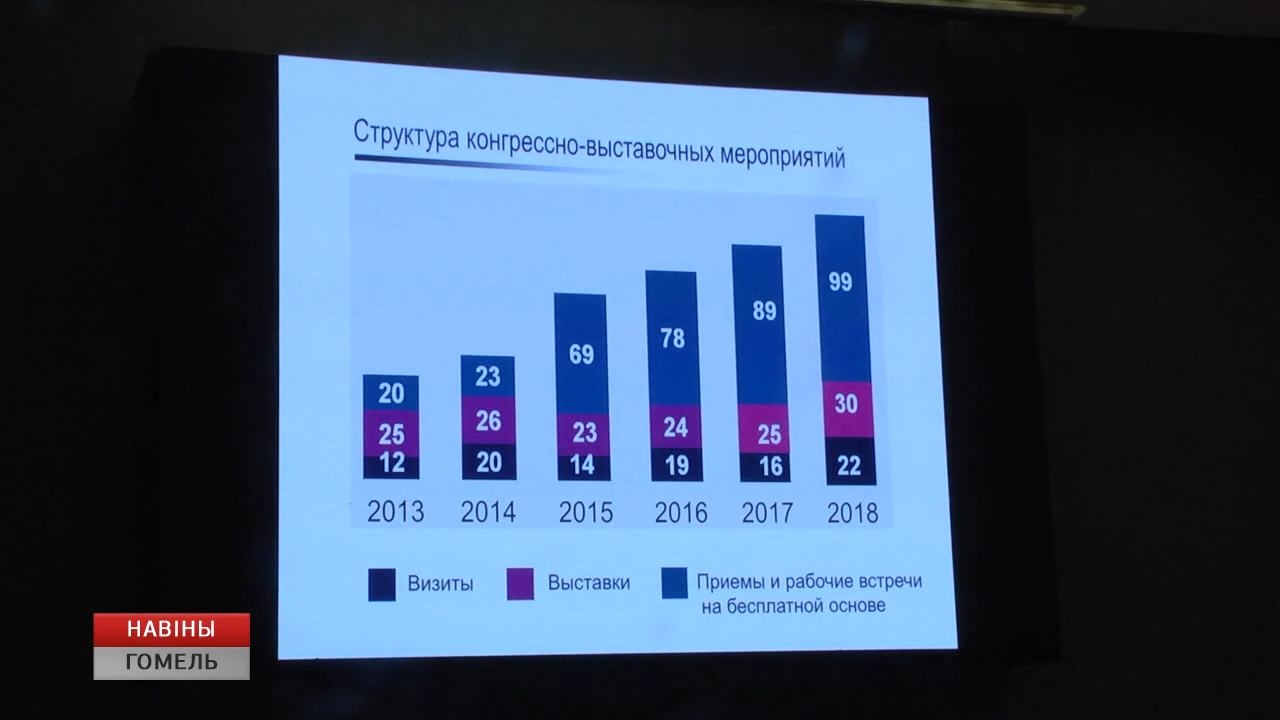 Структура конгрессно-выставочных мероприятий
20 23 69 78 89 99
25 26 23 24 25 30
12 20 14 19 16 22
2013 2014 2015 2016 2017 2018
Визиты Выставки Приемы и рабочие встречи
на бесплатной основе
НАВІНЫ
ГОМЕЛЬ